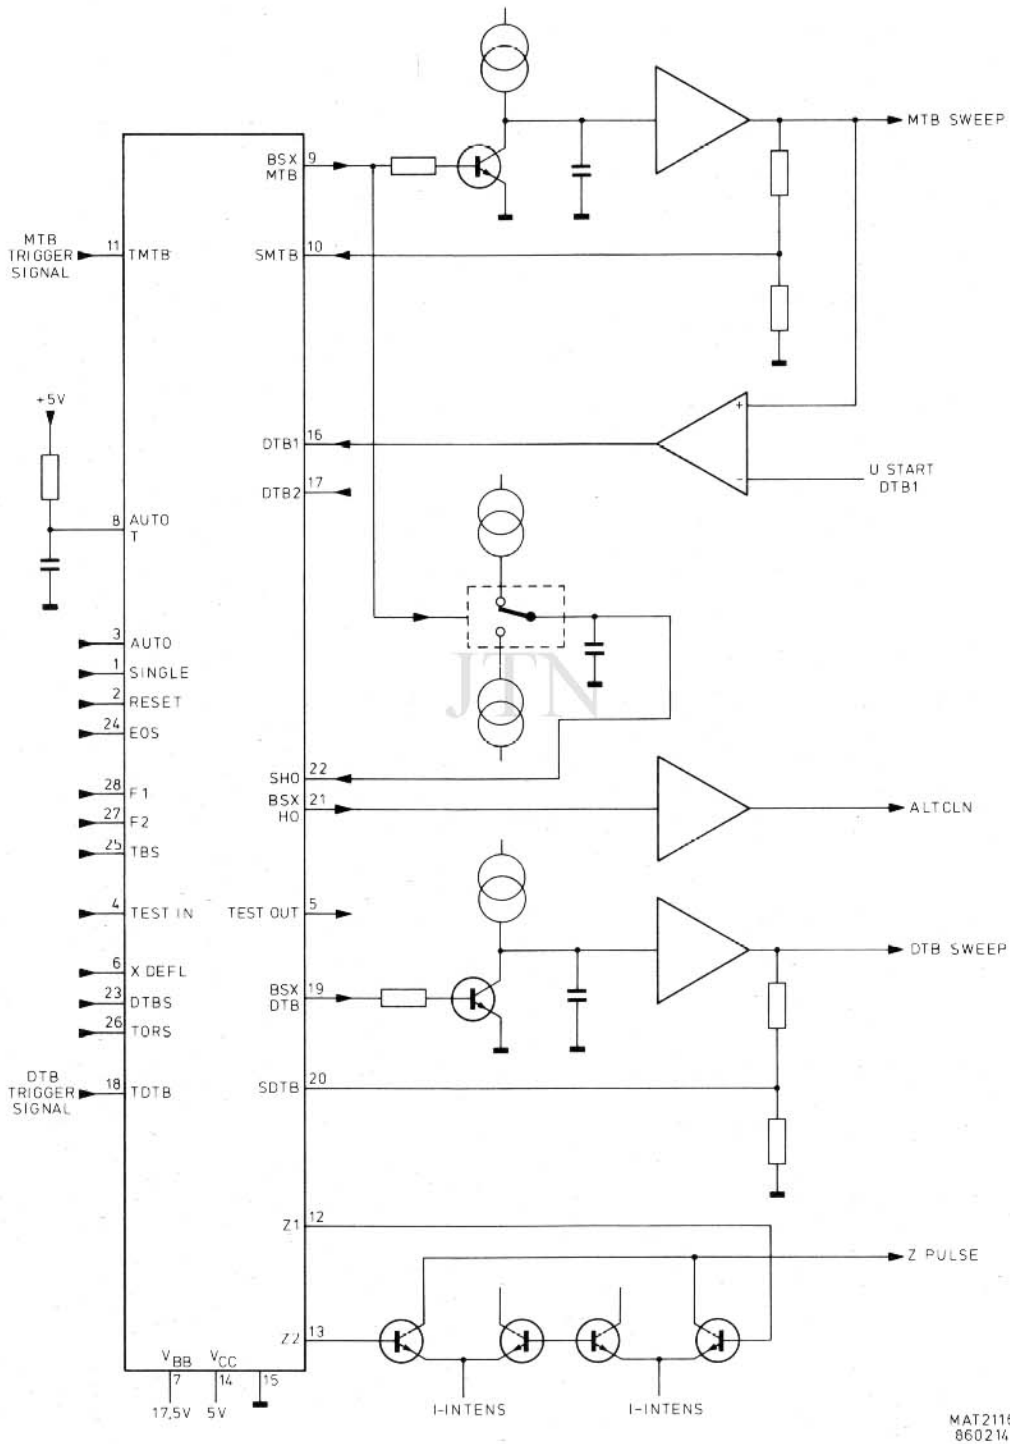 MTB SWEEP
BSX 9
MTB
MTB
TRIGGER
SIGNAL
11 TMTB
SMTB 10
+5V
+
DTB1 16
U START
DTB1
-
DTB2 17
8 AUTO
T
3 AUTO
1 SINGLE
2 RESET
24 EOS
JTN
SHO 22
28 F1
BSX 21
HO
ALTCLN
27 F2
25 TBS
4 TEST IN
TEST OUT 5
DTB SWEEP
6 X DEFL
23 DTBS
BSX 19
DTB
26 TORS
DTB
TRIGGER
SIGNAL
18 TDTB
SDTB 20
Z1 12
Z PULSE
Z2 13
VBB VCC
7 14 15
17,5V 5V
I-INTENS I-INTENS
MAT2116
860214